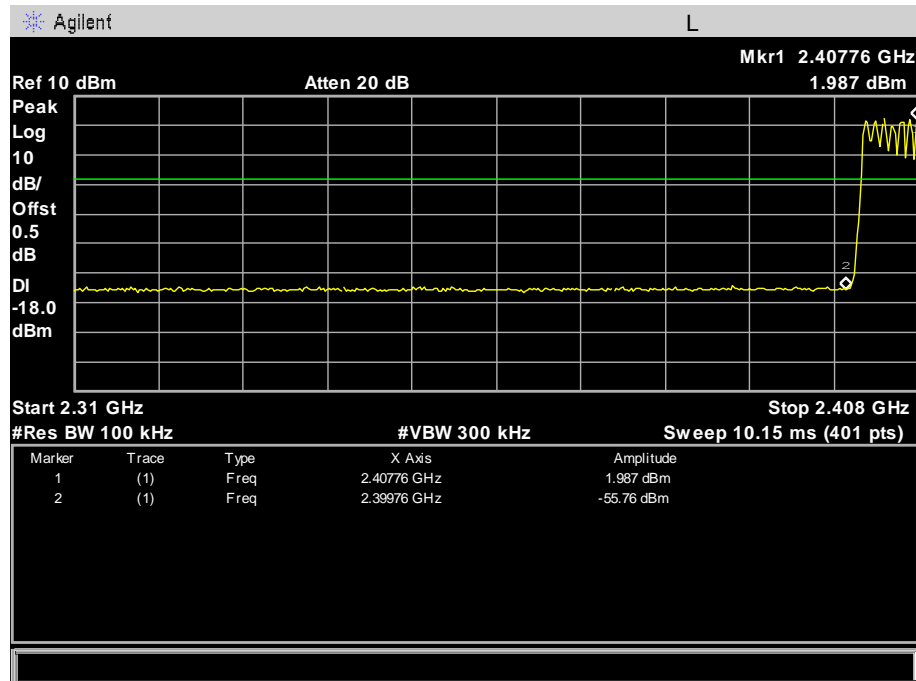 Agilent L
Mkr1 2.40776 GHz
Ref 10 dBm Atten 20 dB 1.987 dBm
Peak
Log
10
dB/
Offst
0.5
dB
DI
-18.0
dBm
2
Start 2.31 GHz Stop 2.408 GHz
#Res BW 100 kHz #VBW 300 kHz Sweep 10.15 ms (401 pts)
Marker Trace Type X Axis Amplitude
1 (1) Freq 2.40776 GHz 1.987 dBm
2 (1) Freq 2.39976 GHz -55.76 dBm